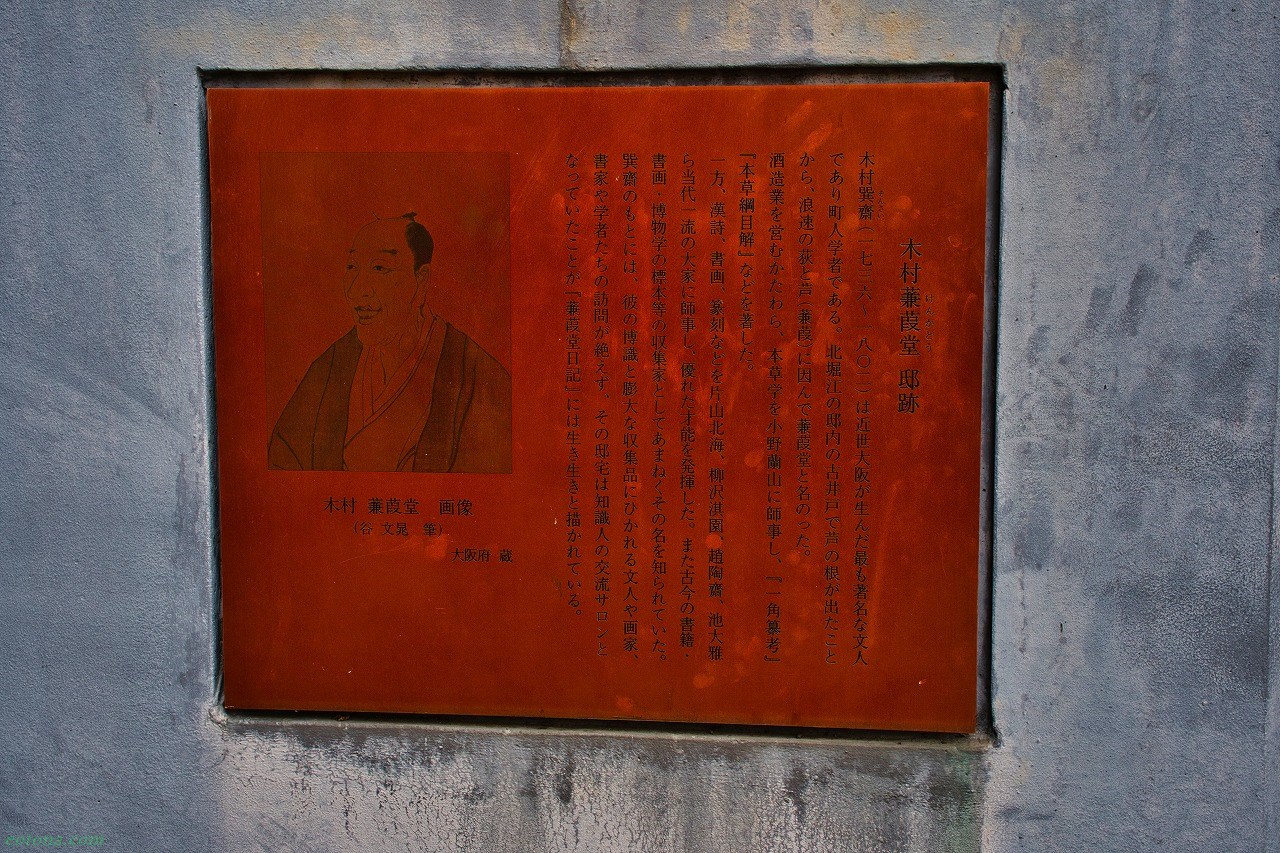 木村蒹葭堂 邸跡
けんかどう
木村巽齋(一七三六〜一八〇二)は近世大阪が生んだ最も著名な文人
そんさい
であり町人学者である。北堀江の邸内の古井戸で芦の根が出たこと
から、浪速の荻と芦(蒹葭)に因んで蒹葭堂と名のった。
酒造業を営むかたわら、本草学を小野蘭山に師事し、『一角纂考』
『本草綱目解』などを著した。
一方、漢詩、書画、篆刻などを片山北海、柳沢淇園、趙陶齋、池大雅
ら当代一流の大家に師事し、優れた才能を発揮した。また古今の書籍・
書画・博物学の標本等の収集家としてあまねくその名を知られていた。
巽齋のもとには、彼の博識と膨大な収集品にひかれる文人や画家、
書家や学者たちの訪問が絶えず、その邸宅は知識人の交流サロンと
なっていたことが『蒹葭堂日記』には生き生きと描かれている。
木村 蒹葭堂 画像
(谷 文晁 筆)
大阪府 蔵
cotona.com